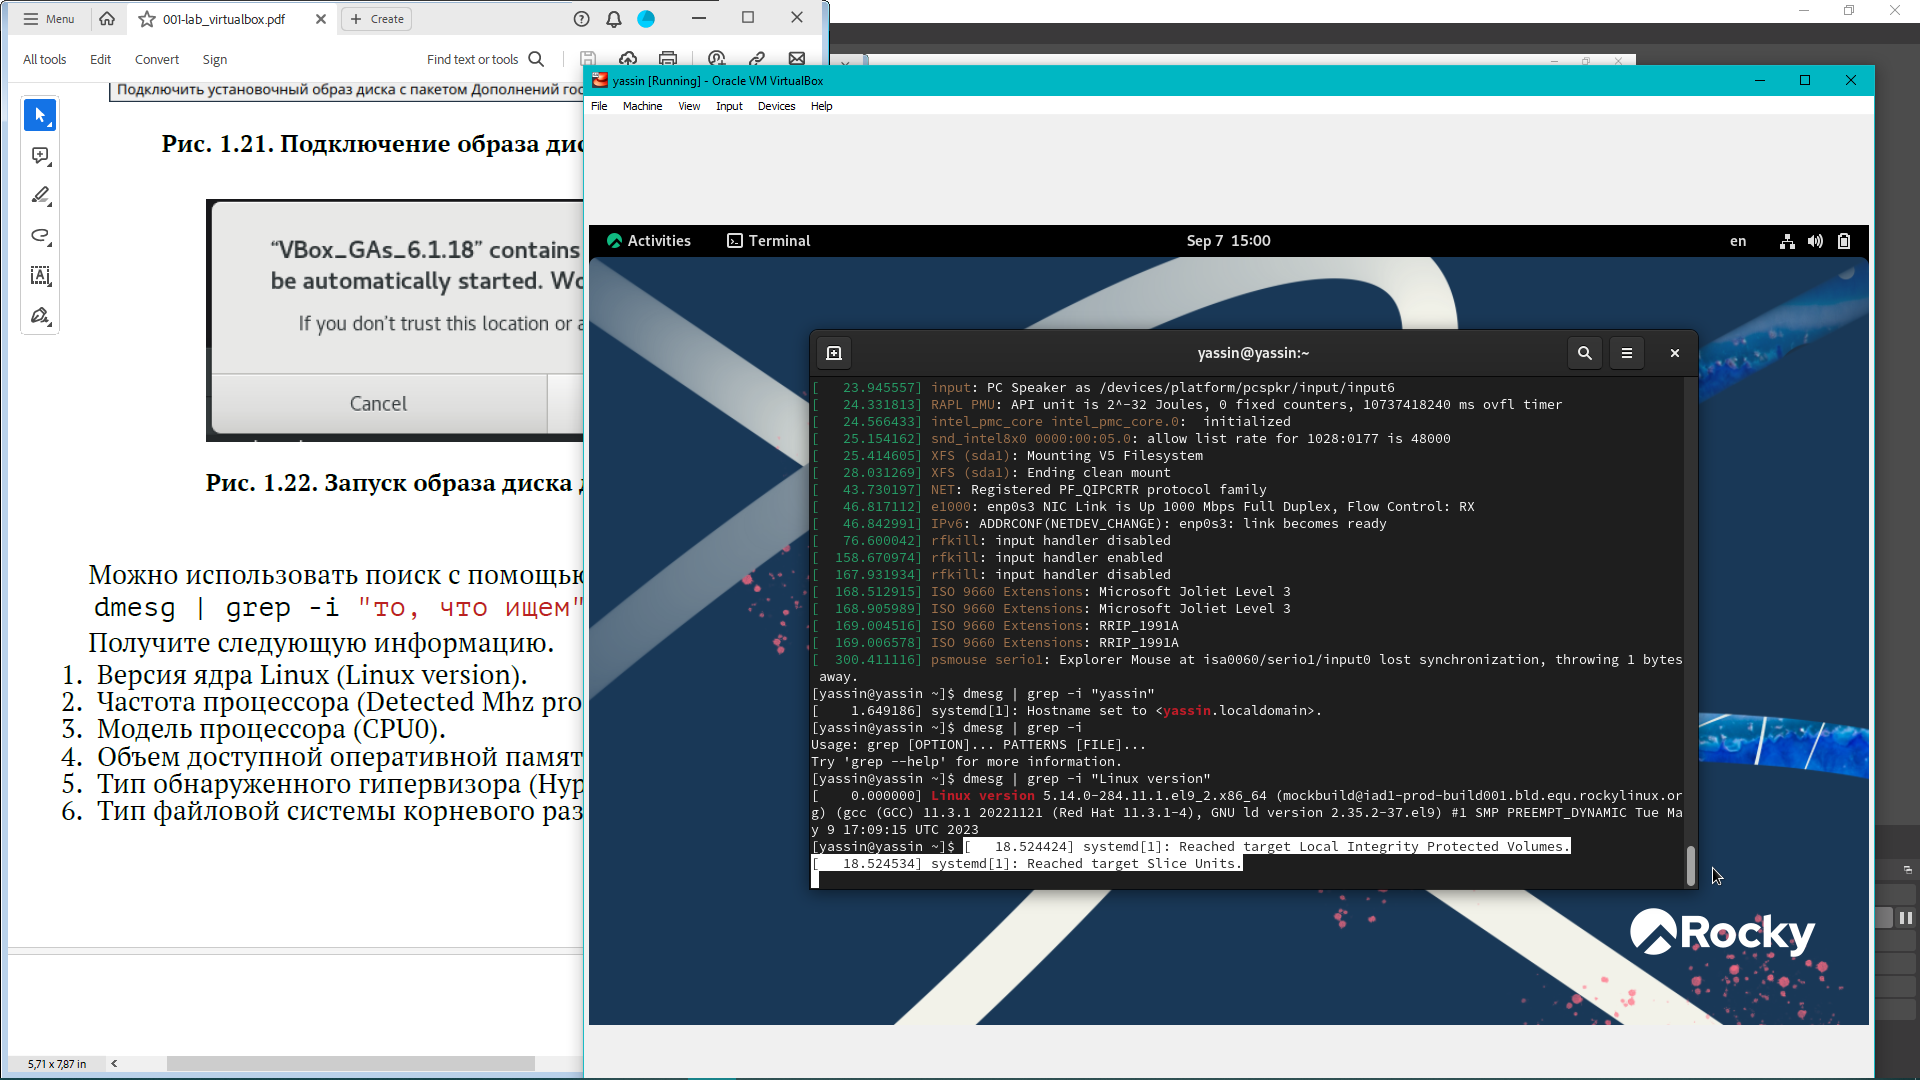 Menu
001-lab_virtualbox.pdf
Create
All tools
Edit
Convert
Sign
Find text or tools
Подключить установочный образ диска с пакетом Дополнений гос
Рис. 1.21. Подключение образа дис
“VBox_GAs_6.1.18” contains
be automatically started. Wo
If you don’t trust this location or a
Cancel
Рис. 1.22. Запуск образа диска д
Можно использовать поиск с помощью
dmesg | grep -i "то, что ищем"
Получите следующую информацию.
1. Версия ядра Linux (Linux version).
2. Частота процессора (Detected Mhz pro
3. Модель процессора (CPU0).
4. Объем доступной оперативной памят
5. Тип обнаруженного гипервизора (Hyp
6. Тип файловой системы корневого раз
5,71 x 7,87 in
yassin [Running] - Oracle VM VirtualBox
File Machine View Input Devices Help
Activities
Terminal
Sep 7 15:00
en
yassin@yassin:~
[   23.945557] input: PC Speaker as /devices/platform/pcspkr/input/input6
[   24.331813] RAPL PMU: API unit is 2^-32 Joules, 0 fixed counters, 10737418240 ms ovfl timer
[   24.566433] intel_pmc_core intel_pmc_core.0:  initialized
[   25.154162] snd_intel8x0 0000:00:05.0: allow list rate for 1028:0177 is 48000
[   25.414605] XFS (sda1): Mounting V5 Filesystem
[   28.031269] XFS (sda1): Ending clean mount
[   43.730197] NET: Registered PF_QIPCRTR protocol family
[   46.817112] e1000: enp0s3 NIC Link is Up 1000 Mbps Full Duplex, Flow Control: RX
[   46.842991] IPv6: ADDRCONF(NETDEV_CHANGE): enp0s3: link becomes ready
[   76.600042] rfkill: input handler disabled
[  158.670974] rfkill: input handler enabled
[  167.931934] rfkill: input handler disabled
[  168.512915] ISO 9660 Extensions: Microsoft Joliet Level 3
[  168.905989] ISO 9660 Extensions: Microsoft Joliet Level 3
[  169.004516] ISO 9660 Extensions: RRIP_1991A
[  169.006578] ISO 9660 Extensions: RRIP_1991A
[  300.411116] psmouse serio1: Explorer Mouse at isa0060/serio1/input0 lost synchronization, throwing 1 bytes
away.
[yassin@yassin ~]$ dmesg | grep -i "yassin"
[    1.649186] systemd[1]: Hostname set to <yassin.localdomain>.
[yassin@yassin ~]$ dmesg | grep -i
Usage: grep [OPTION]... PATTERNS [FILE]...
Try 'grep --help' for more information.
[yassin@yassin ~]$ dmesg | grep -i "Linux version"
[    0.000000] Linux version 5.14.0-284.11.1.el9_2.x86_64 (mockbuild@iad1-prod-build001.bld.equ.rockylinux.or
g) (gcc (GCC) 11.3.1 20221121 (Red Hat 11.3.1-4), GNU ld version 2.35.2-37.el9) #1 SMP PREEMPT_DYNAMIC Tue Ma
y 9 17:09:15 UTC 2023
[yassin@yassin ~]$ [   18.524424] systemd[1]: Reached target Local Integrity Protected Volumes.
[   18.524534] systemd[1]: Reached target Slice Units.
Rocky